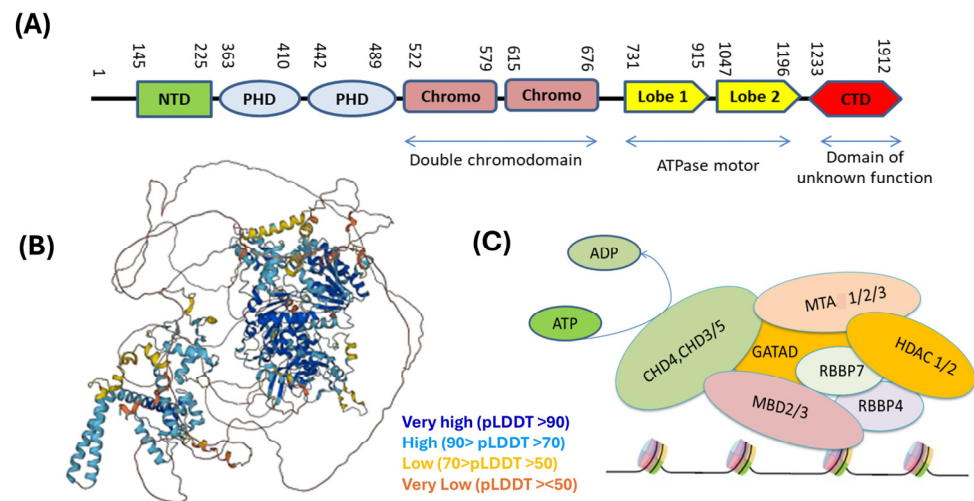 (A)
1
145
225
363
410
442
489
522
579
615
676
731
915
1047
1196
1233
1912
NTD
PHD
PHD
Chromo
Chromo
Lobe 1
Lobe 2
CTD
Double chromodomain
ATPase motor
Domain of
unknown function
(B)
Very high (pLDDT >90)
High (90> pLDDT >70)
Low (70>pLDDT >50)
Very Low (pLDDT ><50)
(C)
ADP
ATP
CHD4,CHD3/5
GATAD
MTA 1/2/3
HDAC 1/2
RBBP7
RBBP4
MBD2/3